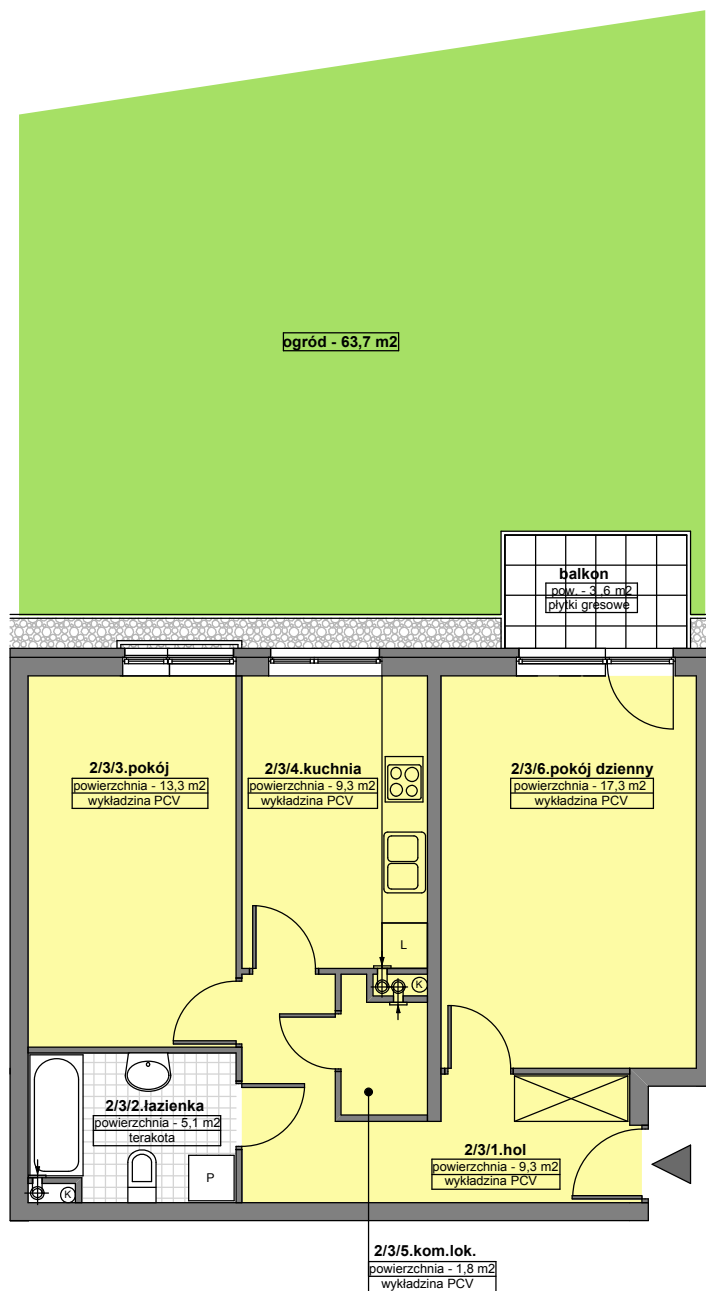 ogród - 63,7 m2
balkon
pow. - 3,6 m2
płytki gresowe
2/3/3.pokój
powierzchnia - 13,3 m2
wykładzina PCV
2/3/4.kuchnia
powierzchnia - 9,3 m2
wykładzina PCV
2/3/6.pokój dzienny
powierzchnia - 17,3 m2
wykładzina PCV
L
K
2/3/2.łazienka
powierzchnia - 5,1 m2
terakota
P
K
2/3/1.hol
powierzchnia - 9,3 m2
wykładzina PCV
2/3/5.kom.lok.
powierzchnia - 1,8 m2
wykładzina PCV